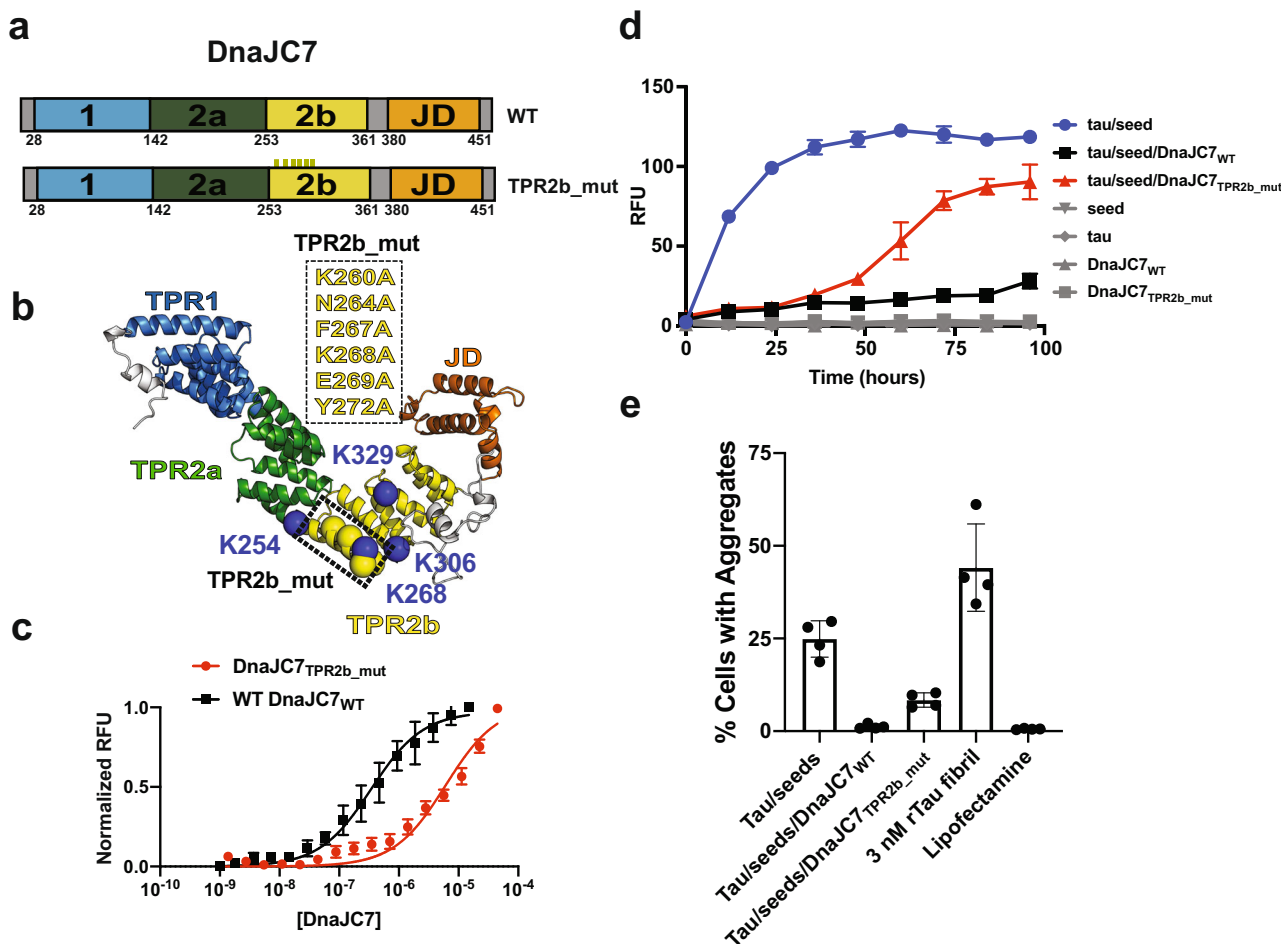 a
DnaJC7
1 2a 2b JD WT
28 142 253 361 380 451
1 2a 2b JD TPR2b_mut
28 142 253 361 380 451
b
TPR2b_mut
K260A
N264A
F267A
K268A
E269A
Y272A
TPR1
JD
TPR2a
K329
K254
K306
TPR2b_mut
K268
TPR2b
c
DnaJC7TPR2b_mut
WT DnaJC7WT
Normalized RFU
1.0
0.5
0.0
10-10 10-9 10-8 10-7 10-6 10-5 10-4
[DnaJC7]
d
RFU
150
100
50
0
0 25 50 75 100
Time (hours)
tau/seed
tau/seed/DnaJC7WT
tau/seed/DnaJC7TPR2b_mut
seed
tau
DnaJC7WT
DnaJC7TPR2b_mut
e
% Cells with Aggregates
75
50
25
0
Tau/seeds
Tau/seeds/DnaJC7WT
Tau/seeds/DnaJC7TPR2b_mut
3 nM rTau fibril
Lipofectamine